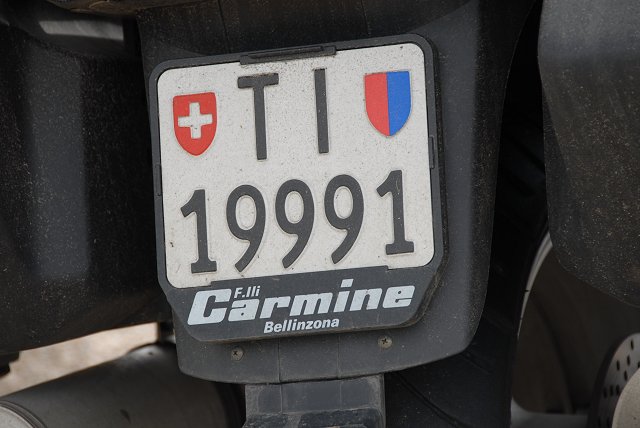 TI
19991
F.lli
Carmine
Bellinzona